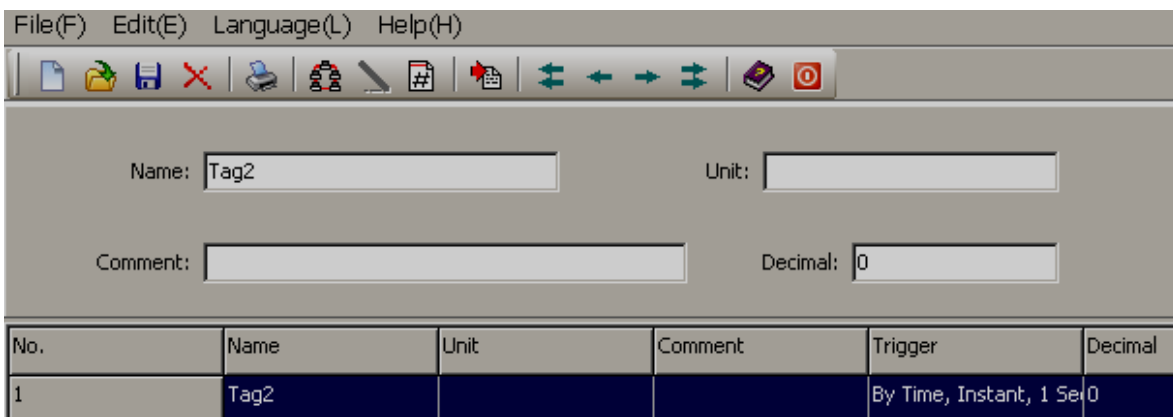 File(F) Edit(E) Language(L) Help(H)
Name: Tag2 Unit:
Comment: Decimal: 0
No. Name Unit Comment Trigger Decimal
1 Tag2 By Time, Instant, 1 Se 0